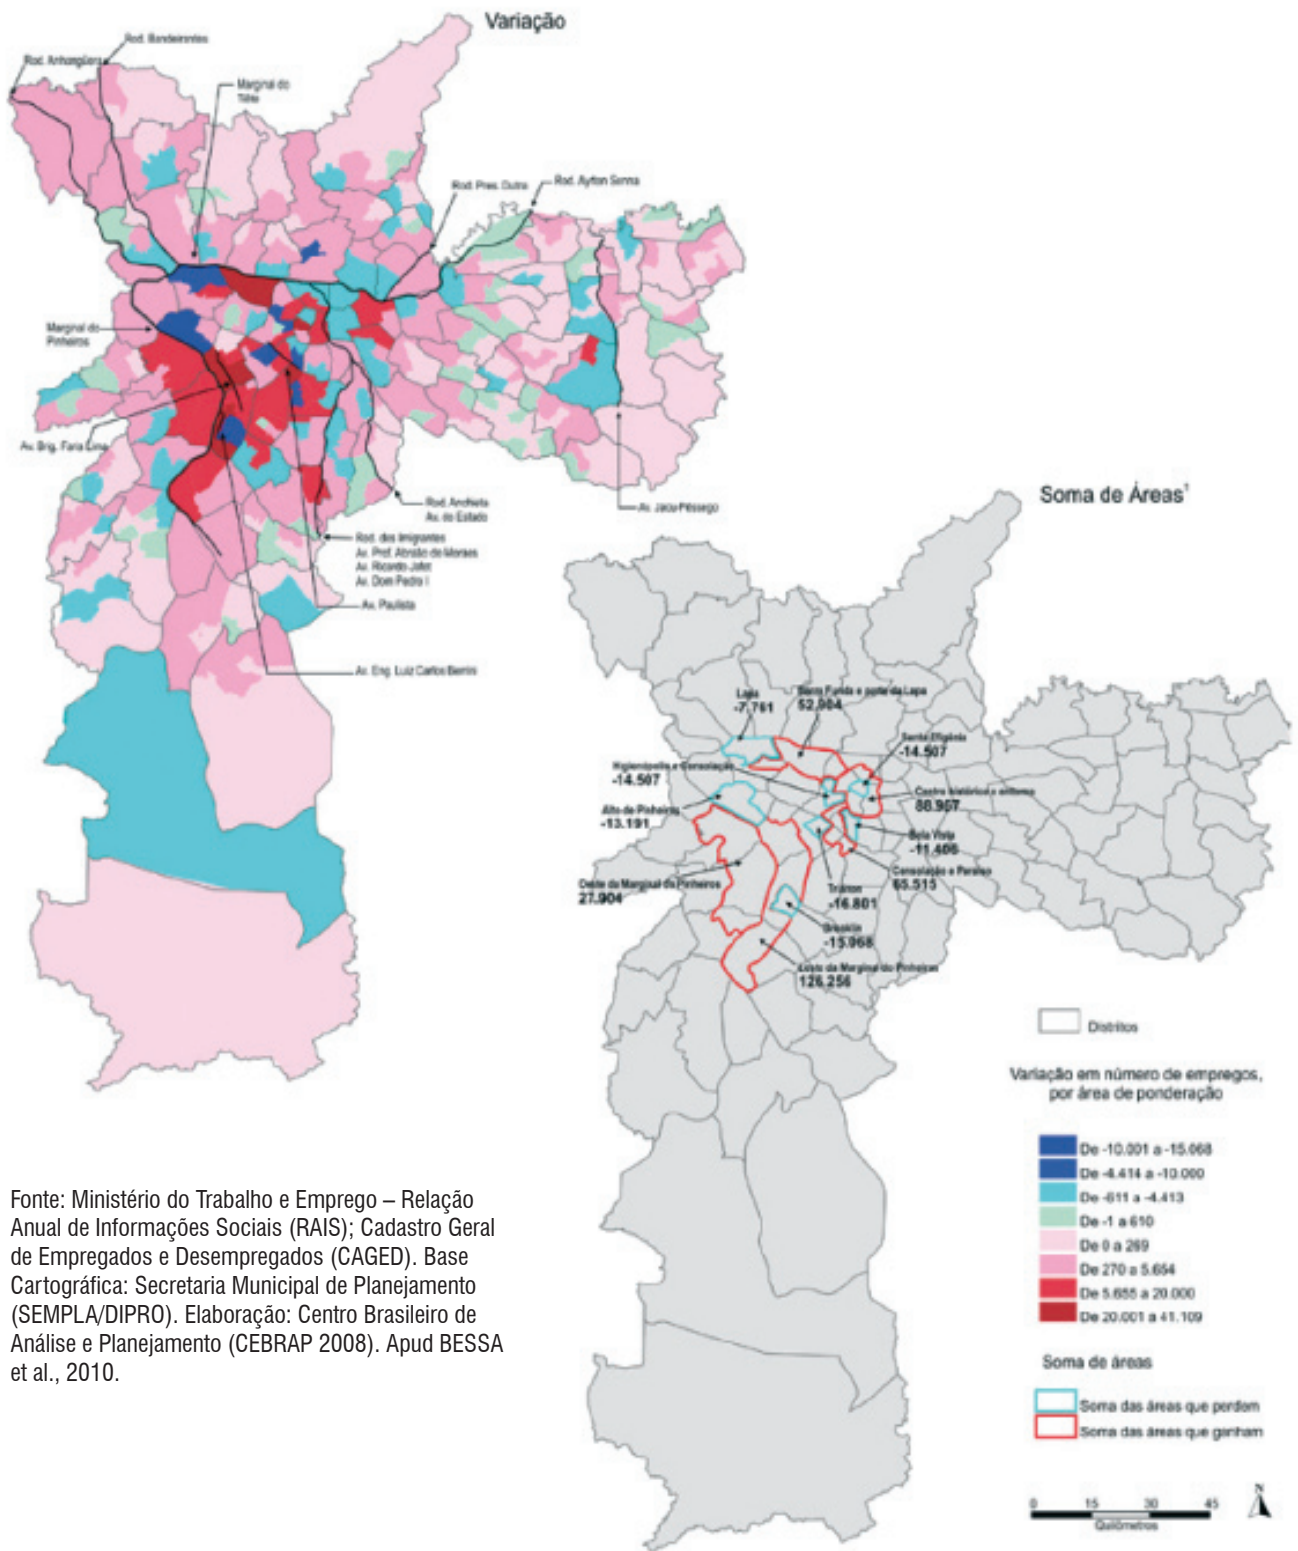 Variação
Rod. Bandeirantes
Rod. Anhangüera
Marginal do
Tiête
Rod. Pres. Dutra
Rod. Ayrton Senna
Marginal do
Pinheiros
Av. Brig. Faria Lima
Rod. Anchieta
Av. do Estado
Av. Jacu-Pêssego
Rod. dos Imigrantes
Av. Prof. Abraão de Moraes
Av. Ricardo Jafet
Av. Dom Pedro I
Av. Paulista
Av. Eng. Luiz Carlos Berrini
Soma de Áreas¹
Lapa
-7.761
Barra Funda e parte da Lapa
52.904
Santa Efigênia
-14.507
Higienópolis e Consolação
-14.507
Centro histórico e entorno
88.967
Alto de Pinheiros
-13.191
Bela Vista
-11.406
Consolação e Paraíso
65.515
Oeste da Marginal do Pinheiros
27.904
Trianon
-16.801
Brooklin
-15.068
Leste da Marginal do Pinheiros
126.256
Distritos
Variação em número de empregos,
por área de ponderação
De -10.001 a -15.068
De -4.414 a -10.000
De -611 a -4.413
De -1 a 610
De 0 a 269
De 270 a 5.654
De 5.655 a 20.000
De 20.001 a 41.109
Soma de áreas
Soma das áreas que perdem
Soma das áreas que ganham
0 15 30 45
Quilômetros
N
Fonte: Ministério do Trabalho e Emprego – Relação
Anual de Informações Sociais (RAIS); Cadastro Geral
de Empregados e Desempregados (CAGED). Base
Cartográfica: Secretaria Municipal de Planejamento
(SEMPLA/DIPRO). Elaboração: Centro Brasileiro de
Análise e Planejamento (CEBRAP 2008). Apud BESSA
et al., 2010.